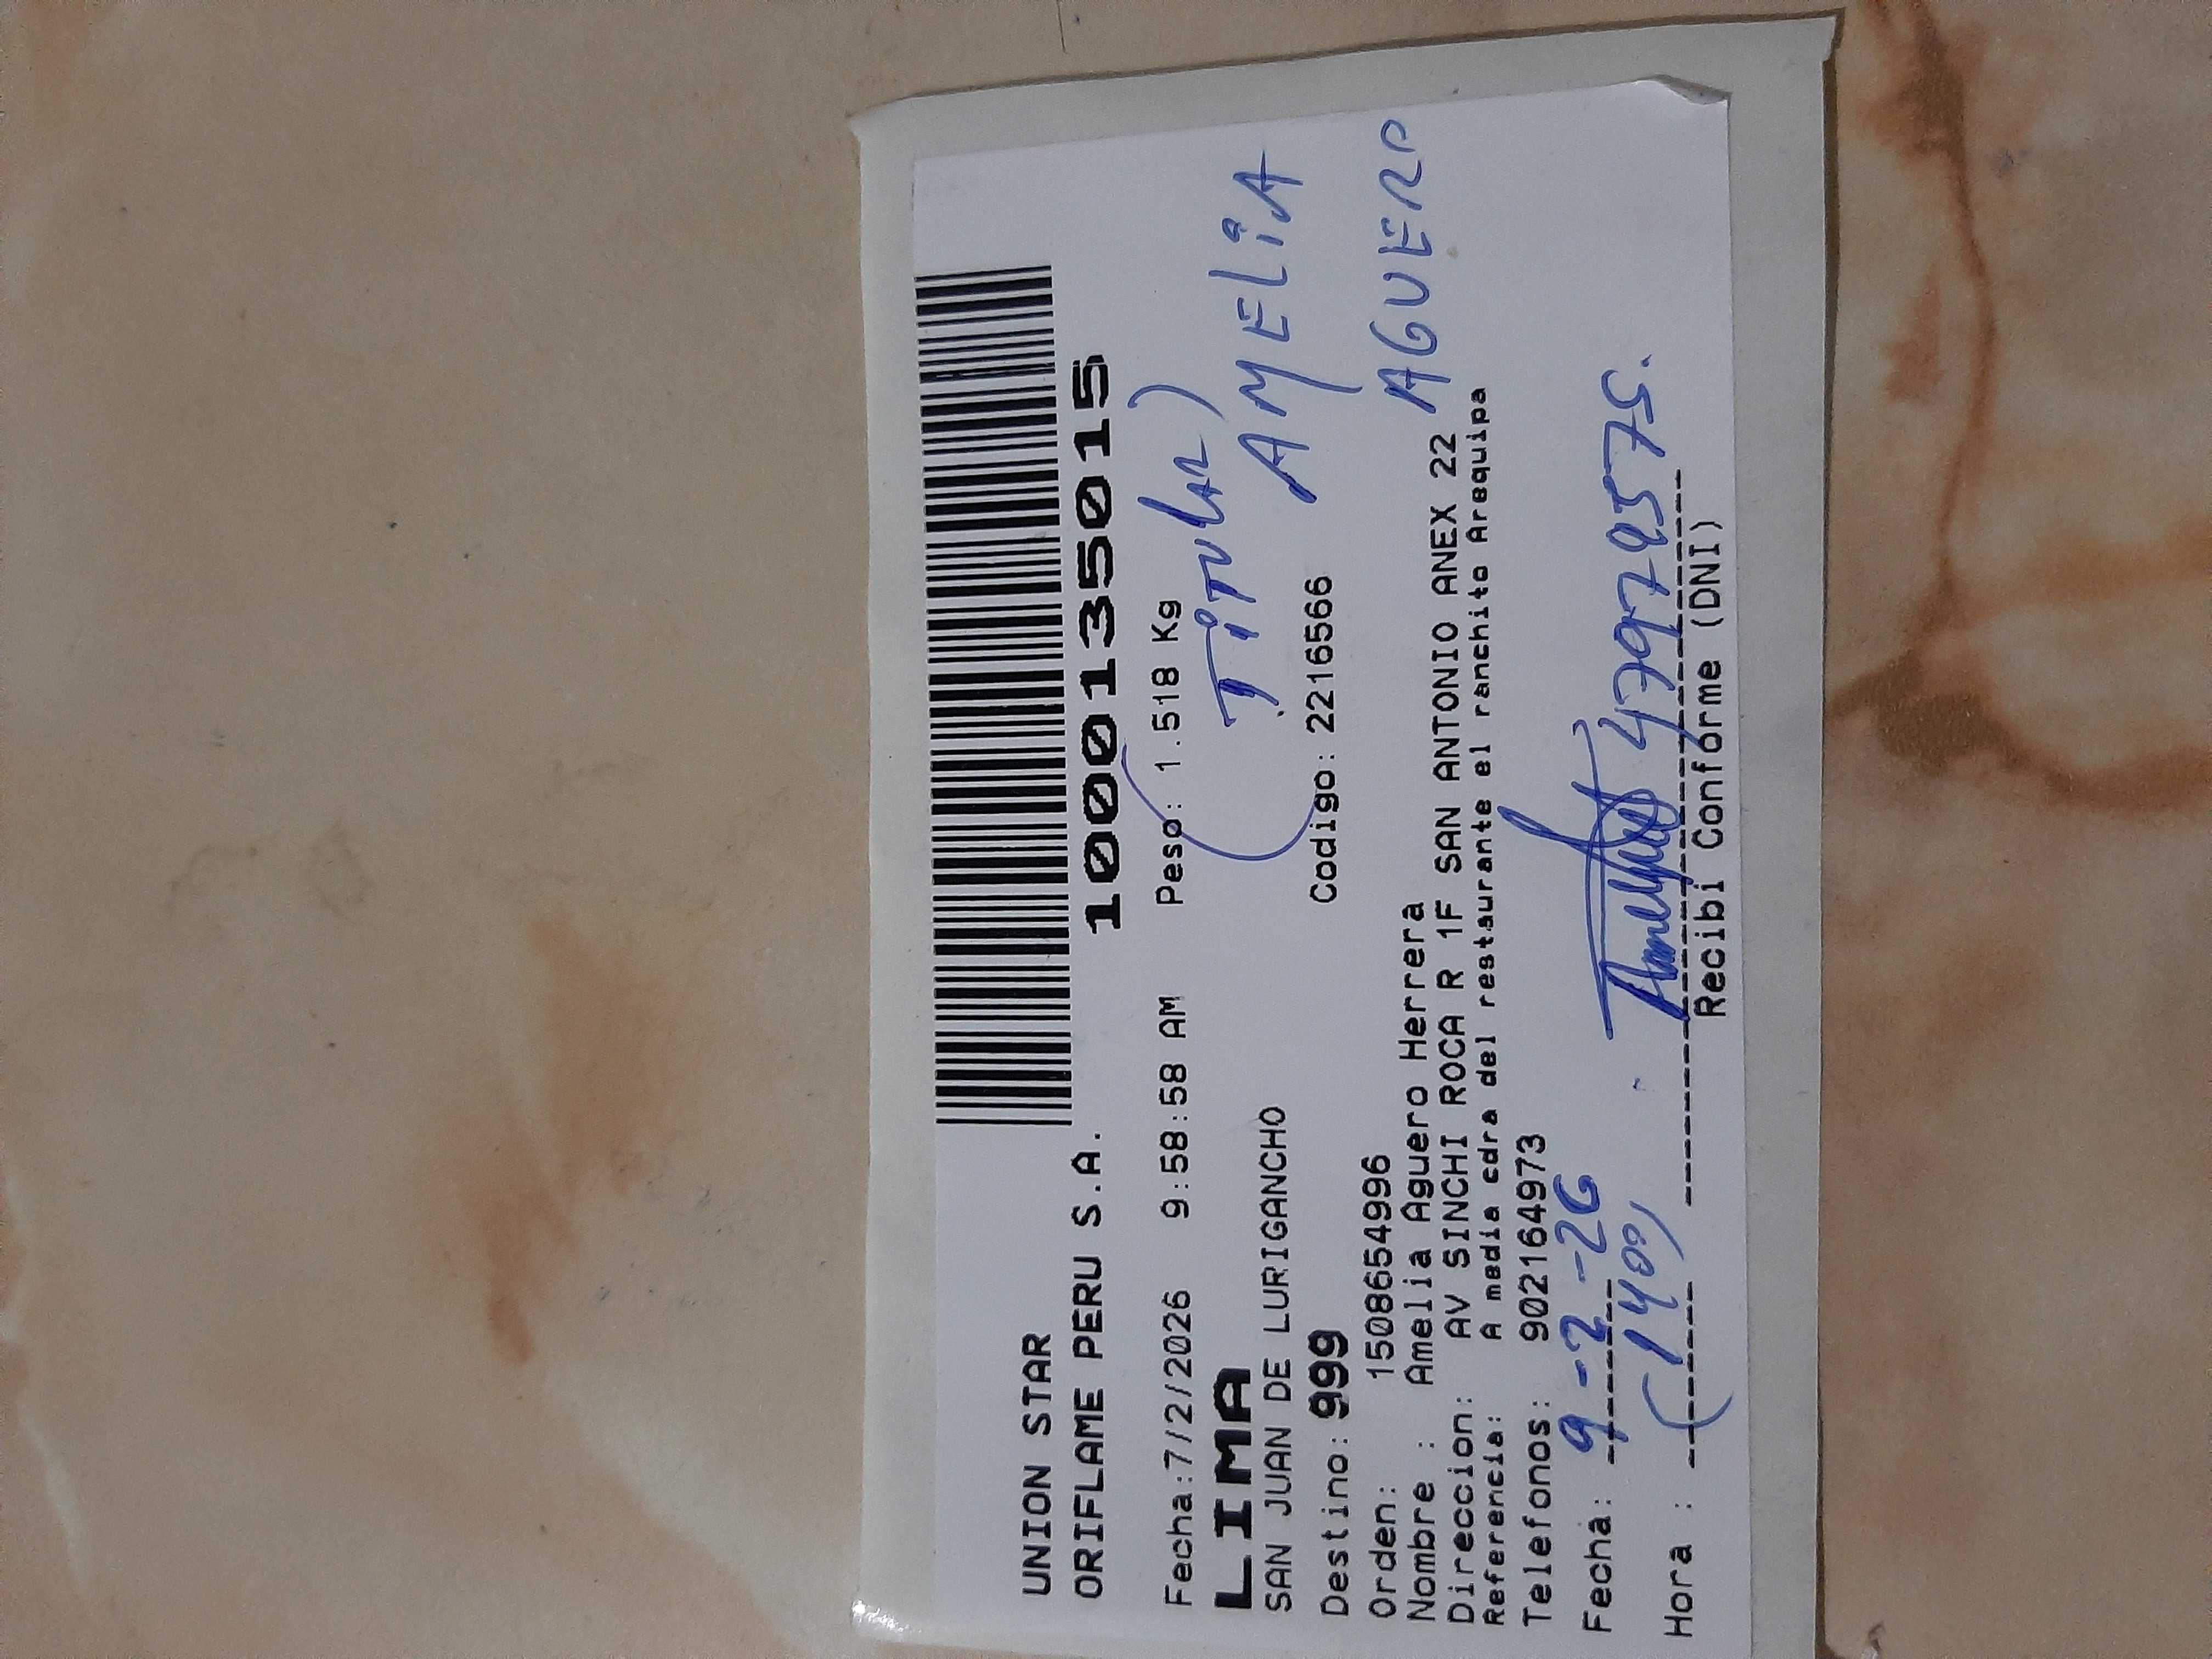 UNION STAR
ORIFLAME PERU S.A.
1000135015
Fecha:7/2/2026 9:58:58 AM Peso: 1.518 Kg
LIMA
(TiTULAR)
SAN JUAN DE LURIGANCHO
AMELiA
Destino: 999 Codigo: 2216566
AGUERO
Orden: 1508654996
Nombre : Amelia Aguero Herrera
Direccion: AV SINCHI ROCA R 1F SAN ANTONIO ANEX 22
Referencia: A media cdra del restaurante el ranchito Arequipa
Telefonos: 902164973
Fecha: 9-2-26
Hora :
Recibi Conforme (DNI)